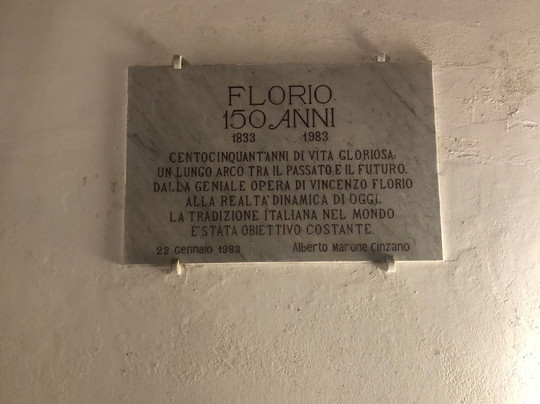 FLORIO
150 ANNI
1833 1983
CENTOCINQUANT'ANNI DI VITA GLORIOSA.
UN LUNGO ARCO TRA IL PASSATO E IL FUTURO.
DALLA GENIALE OPERA DI VINCENZO FLORIO
ALLA REALTA' DINAMICA DI OGGI.
LA TRADIZIONE ITALIANA NEL MONDO
E' STATA OBIETTIVO COSTANTE.
22 Gennaio 1983 Alberto Marone Cinzano